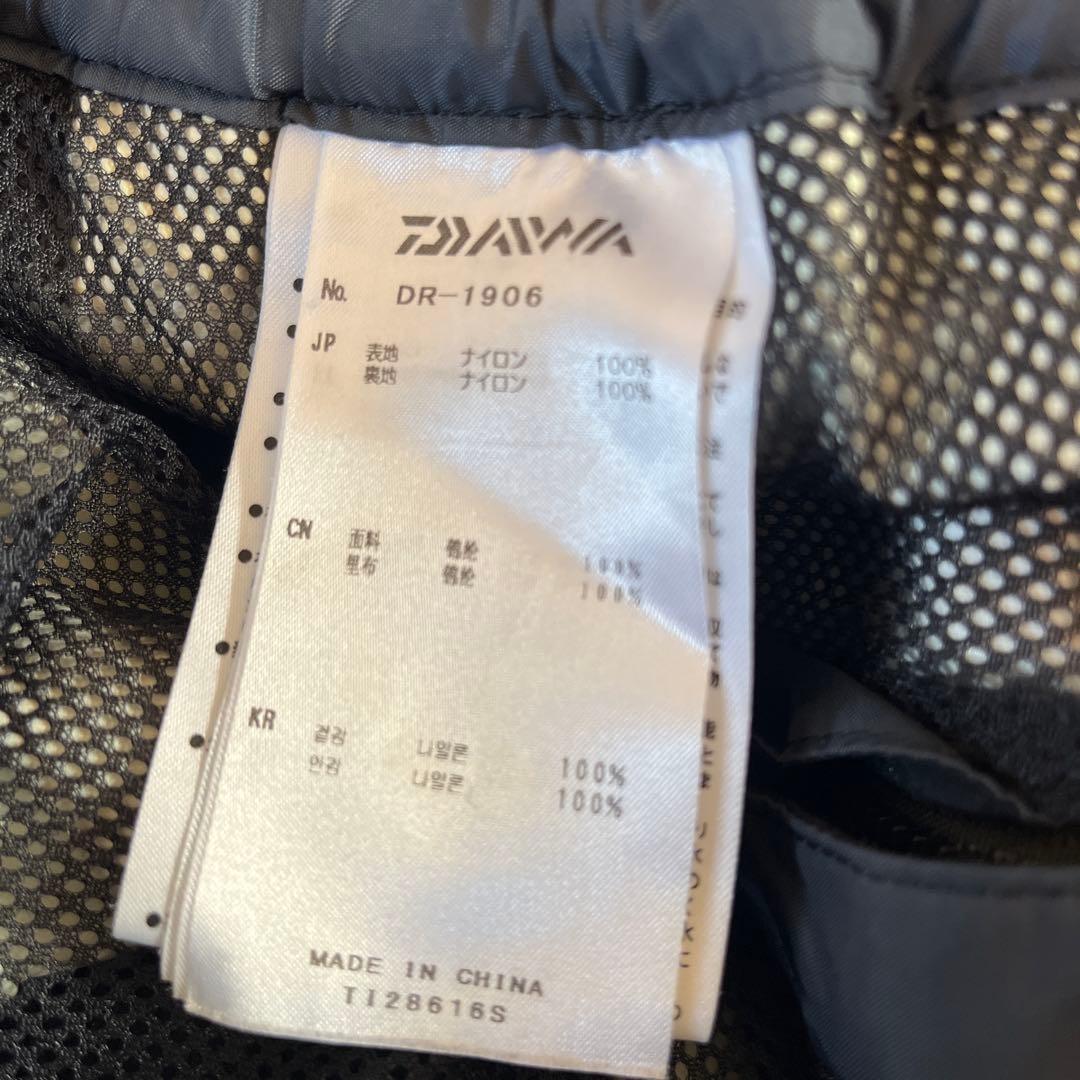 DAIWA
No. DR-1906
JP 表地 ナイロン 100%
裏地 ナイロン 100%
CN 面料 锦纶 100%
里布 锦纶 100%
KR 겉감 나일론 100%
안감 나일론 100%
MADE IN CHINA
TI28616S